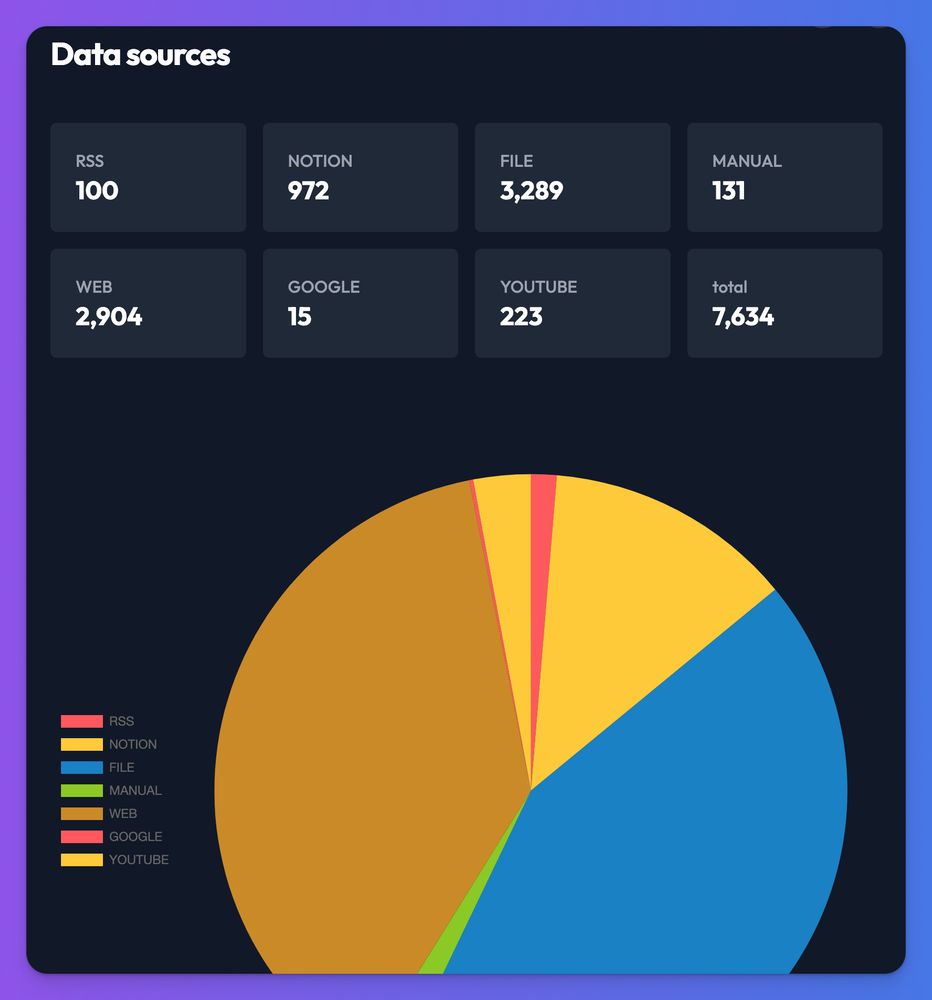 Data sources
RSS
100
NOTION
972
FILE
3,289
MANUAL
131
WEB
2,904
GOOGLE
15
YOUTUBE
223
total
7,634
RSS
NOTION
FILE
MANUAL
WEB
GOOGLE
YOUTUBE